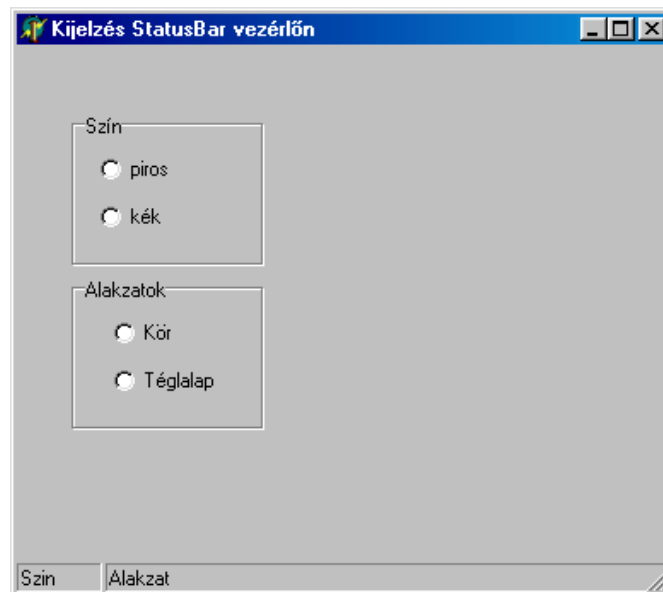 Kijelzés StatusBar vezérlőn
Szín
piros
kék
Alakzatok
Kör
Téglalap
Szin Alakzat